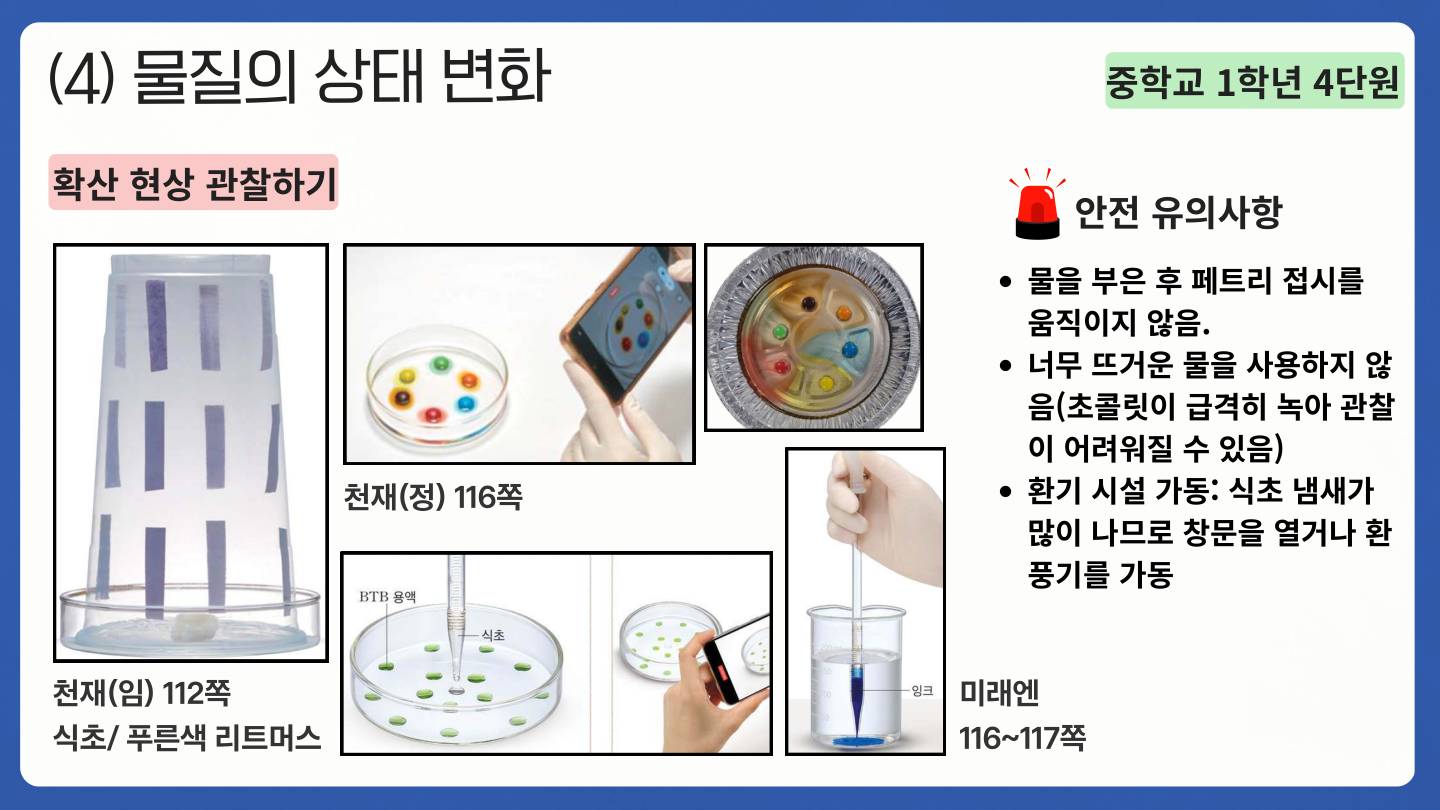 (4) 물질의 상태 변화
중학교 1학년 4단원
확산 현상 관찰하기
천재(정) 116쪽
BTB 용액
식초
잉크
천재(임) 112쪽
식초/ 푸른색 리트머스
미래엔
116~117쪽
안전 유의사항
• 물을 부은 후 페트리 접시를
움직이지 않음.
• 너무 뜨거운 물을 사용하지 않
음(초콜릿이 급격히 녹아 관찰
이 어려워질 수 있음)
• 환기 시설 가동: 식초 냄새가
많이 나므로 창문을 열거나 환
풍기를 가동